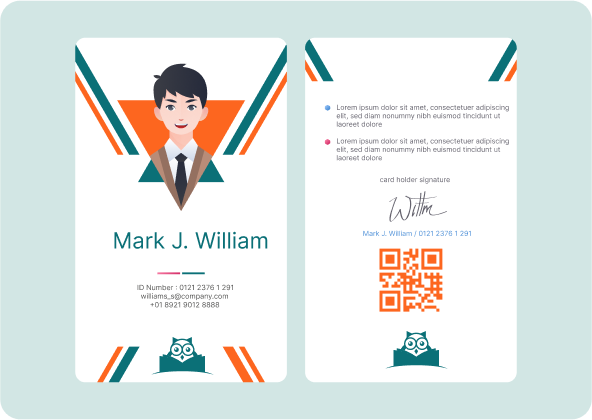 Mark J. William
ID Number : 0121 2376 1 291
williams_s@company.com
+01 8921 9012 8888
Lorem ipsum dolor sit amet, consectetuer adipiscing
elit, sed diam nonummy nibh euismod tincidunt ut
laoreet dolore
Lorem ipsum dolor sit amet, consectetuer adipiscing
elit, sed diam nonummy nibh euismod tincidunt ut
laoreet dolore
card holder signature
Mark J. William / 0121 2376 1 291